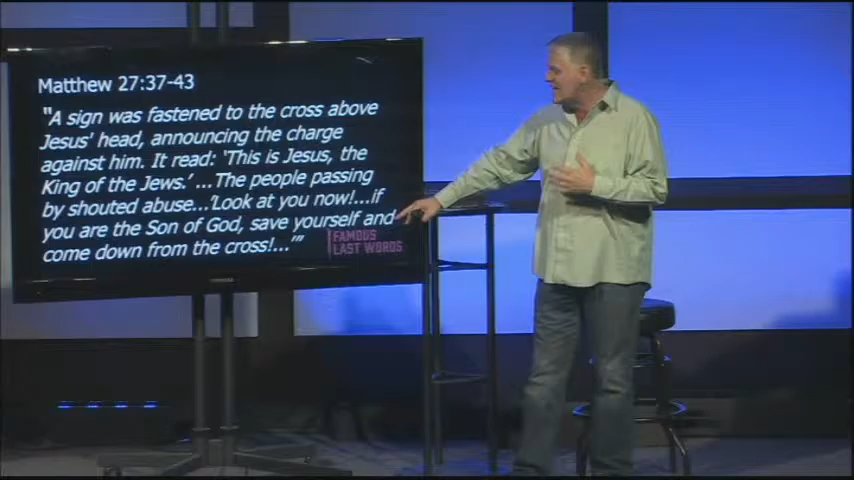 Matthew 27:37-43
"A sign was fastened to the cross above
Jesus' head, announcing the charge
against him. It read: 'This is Jesus, the
King of the Jews.' ...The people passing
by shouted abuse...'Look at you now!...if
you are the Son of God, save yourself and
come down from the cross!...'"
FAMOUS
LAST WORDS